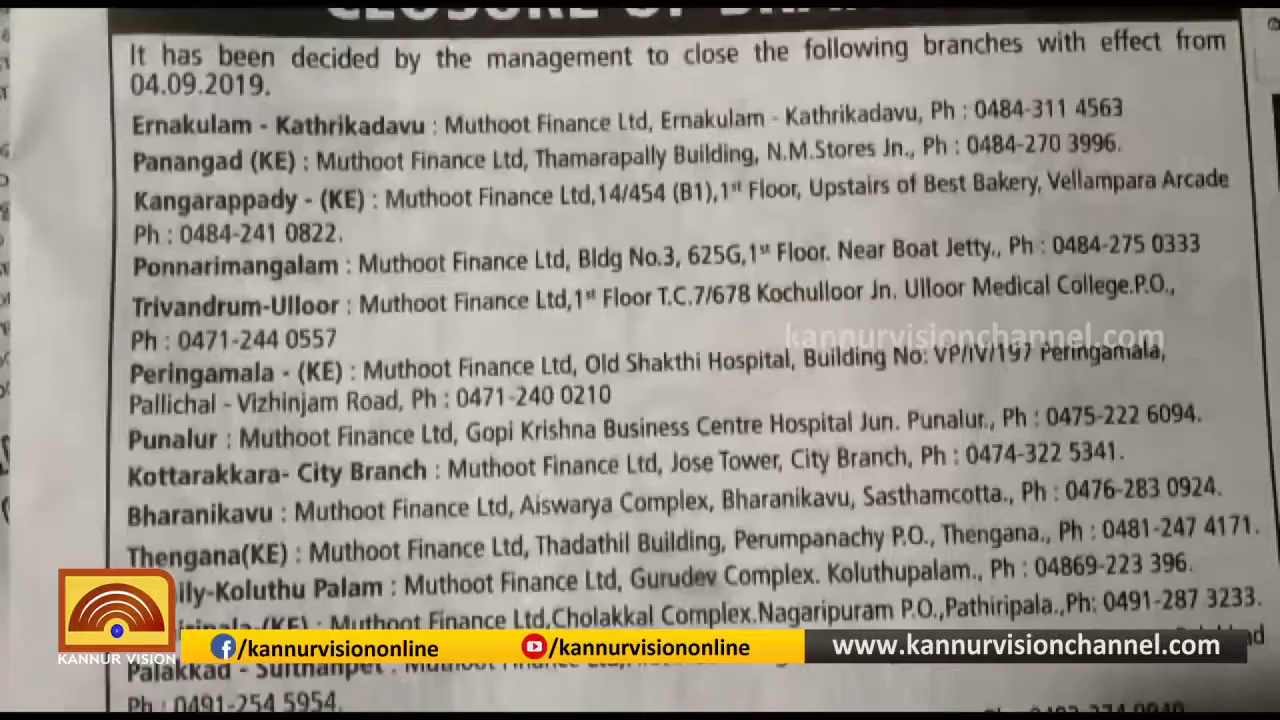 CLOSURE OF
It has been decided by the management to close the following branches with effect from
04.09.2019.
Ernakulam - Kathrikadavu : Muthoot Finance Ltd, Ernakulam - Kathrikadavu, Ph : 0484-311 4563
Panangad (KE) : Muthoot Finance Ltd, Thamarapally Building, N.M.Stores Jn., Ph : 0484-270 3996.
Kangarappady - (KE) : Muthoot Finance Ltd,14/454 (B1),1st Floor, Upstairs of Best Bakery, Vellampara Arcade
Ph : 0484-241 0822.
Ponnarimangalam : Muthoot Finance Ltd, Bldg No.3, 625G,1st Floor. Near Boat Jetty., Ph : 0484-275 0333
Trivandrum-Ulloor : Muthoot Finance Ltd,1st Floor T.C.7/678 Kochulloor Jn. Ulloor Medical College.P.O.,
Ph : 0471-244 0557
kannurvisionchannel.com
Peringamala - (KE) : Muthoot Finance Ltd, Old Shakthi Hospital, Building No: VP/IV/197 Peringamala,
Pallichal - Vizhinjam Road, Ph : 0471-240 0210
Punalur : Muthoot Finance Ltd, Gopi Krishna Business Centre Hospital Jun. Punalur., Ph : 0475-222 6094.
Kottarakkara- City Branch : Muthoot Finance Ltd, Jose Tower, City Branch, Ph : 0474-322 5341.
Bharanikavu : Muthoot Finance Ltd, Aiswarya Complex, Bharanikavu, Sasthamcotta., Ph : 0476-283 0924.
Thengana(KE) : Muthoot Finance Ltd, Thadathil Building, Perumpanachy P.O., Thengana., Ph : 0481-247 4171.
ily-Koluthu Palam : Muthoot Finance Ltd, Gurudev Complex. Koluthupalam., Ph : 04869-223 396.
(KE) : Muthoot Finance Ltd,Cholakkal Complex.Nagaripuram P.O.,Pathiripala.,Ph: 0491-287 3233.
KANNUR VISION
/kannurvisiononline
/kannurvisiononline
www.kannurvisionchannel.com
Palakkad - Sulthanpet : Muthoot
Ph : 0491-254 5954.